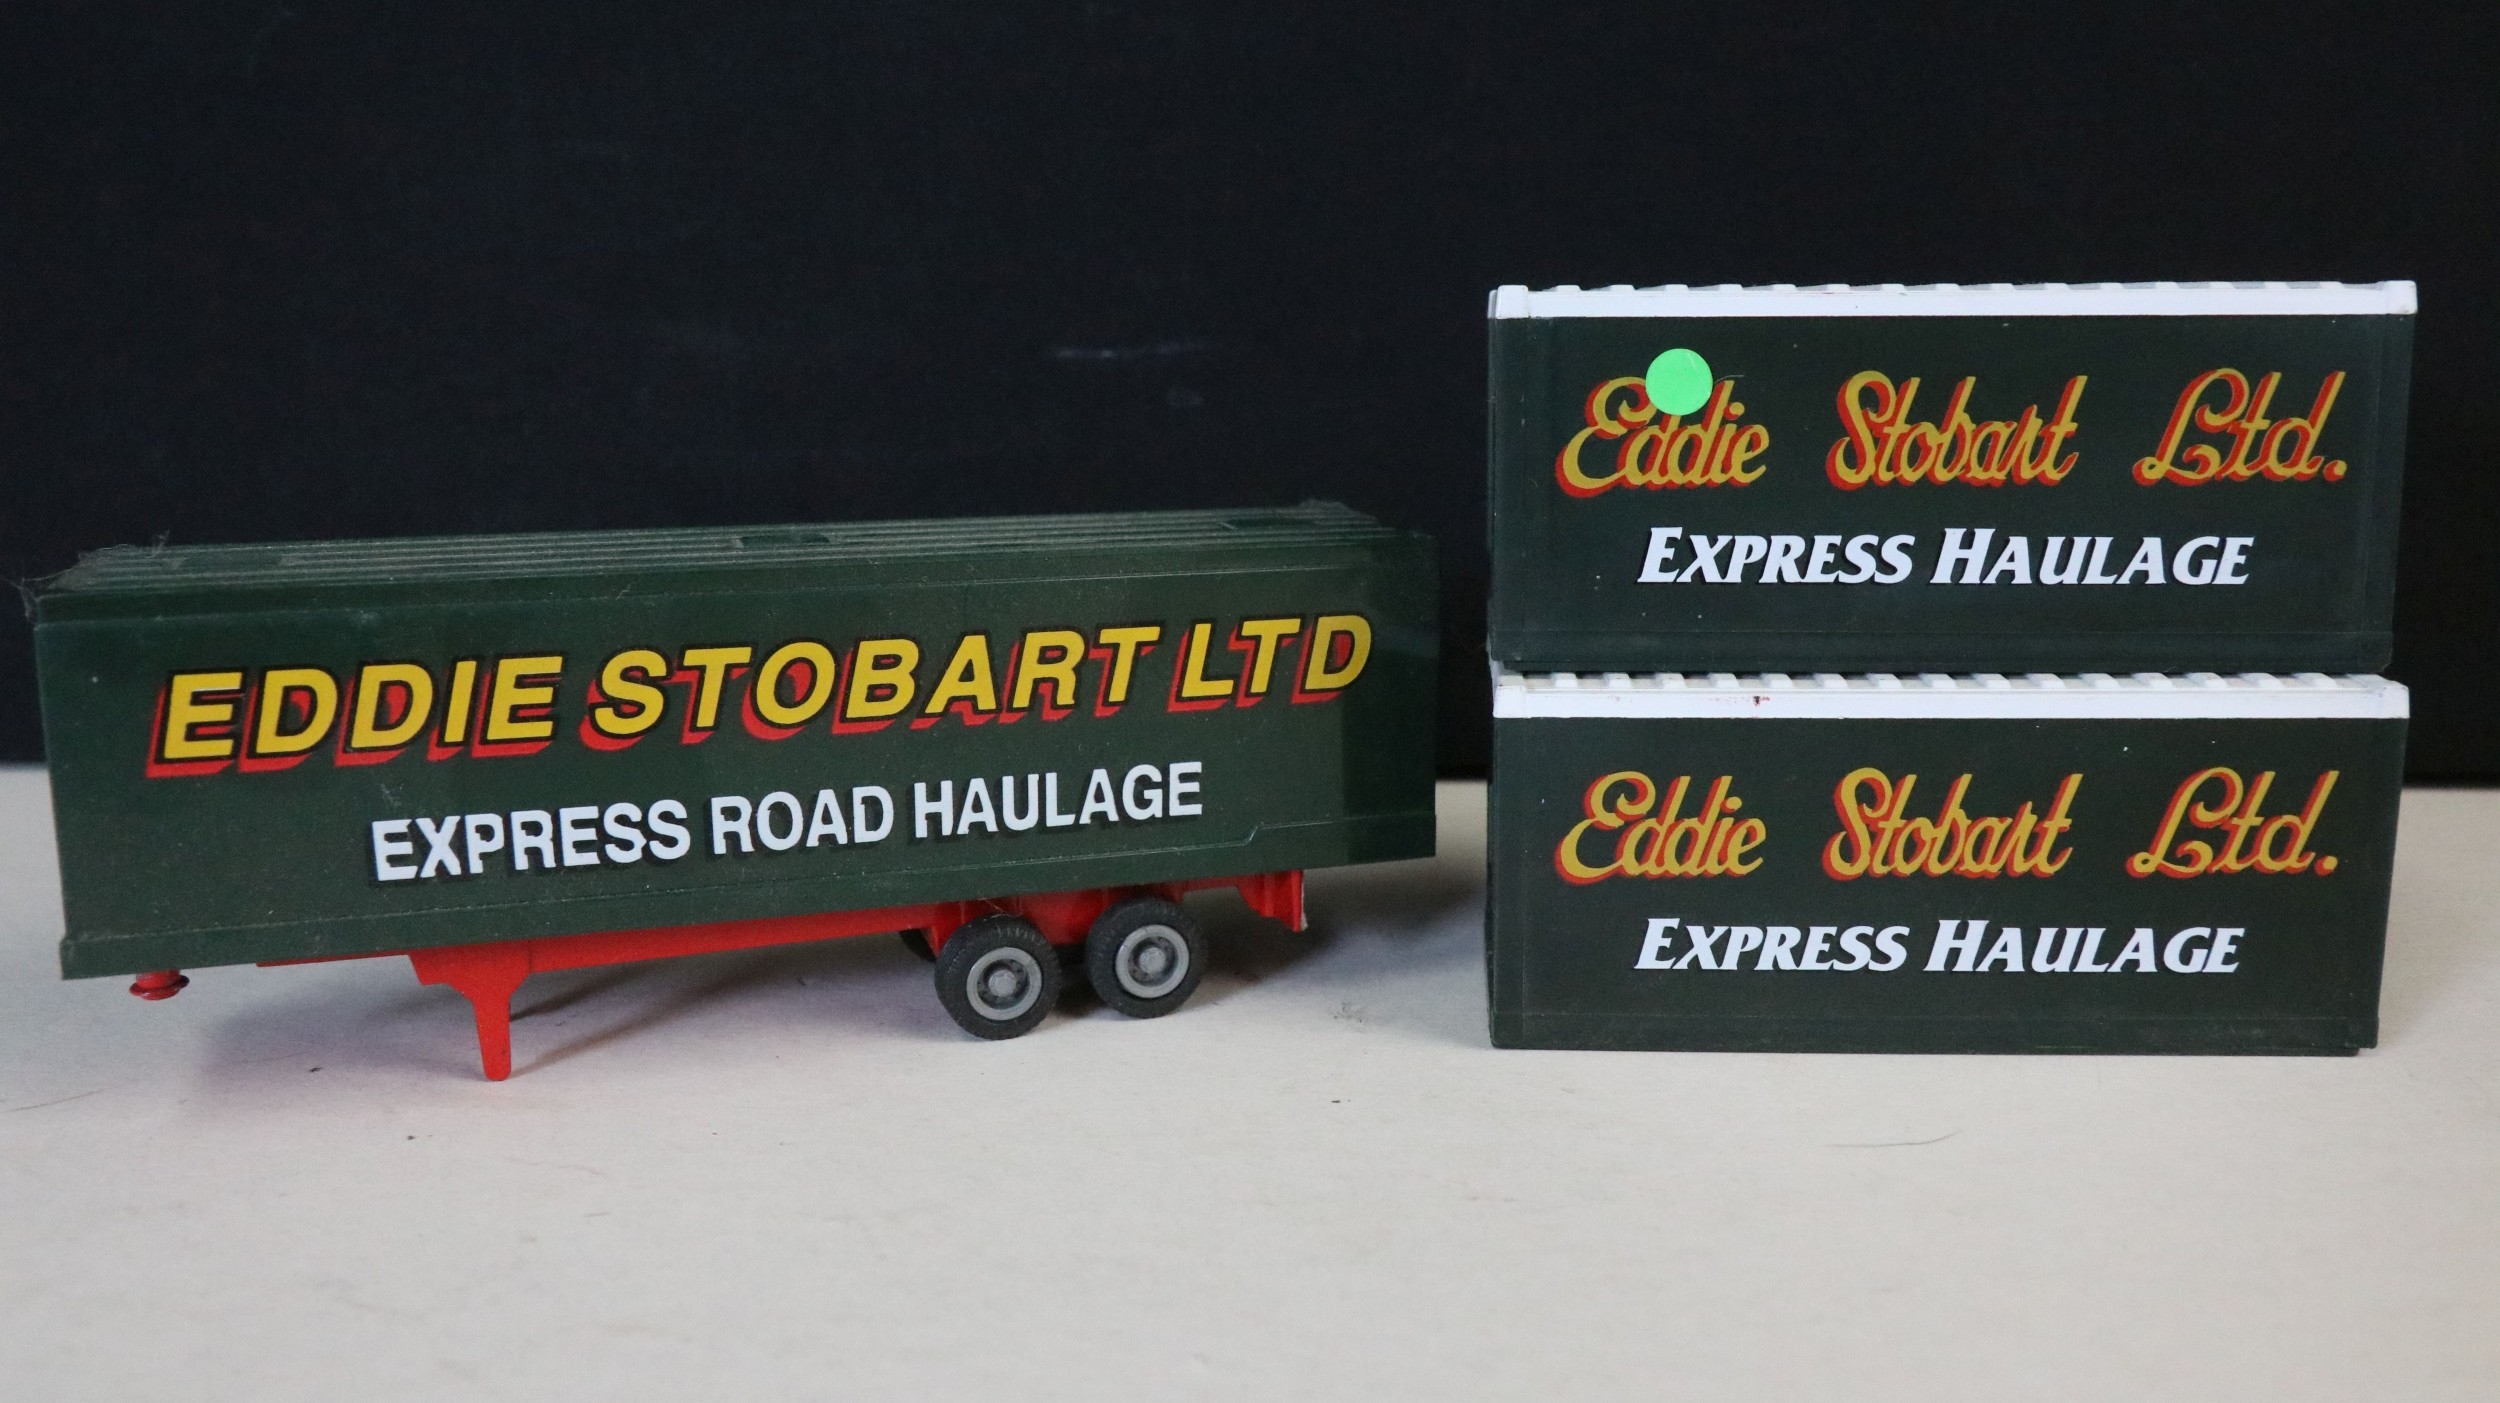 EDDIE STOBART LTD
EXPRESS ROAD HAULAGE
Eddie Stobart Ltd.
EXPRESS HAULAGE
Eddie Stobart Ltd.
EXPRESS HAULAGE